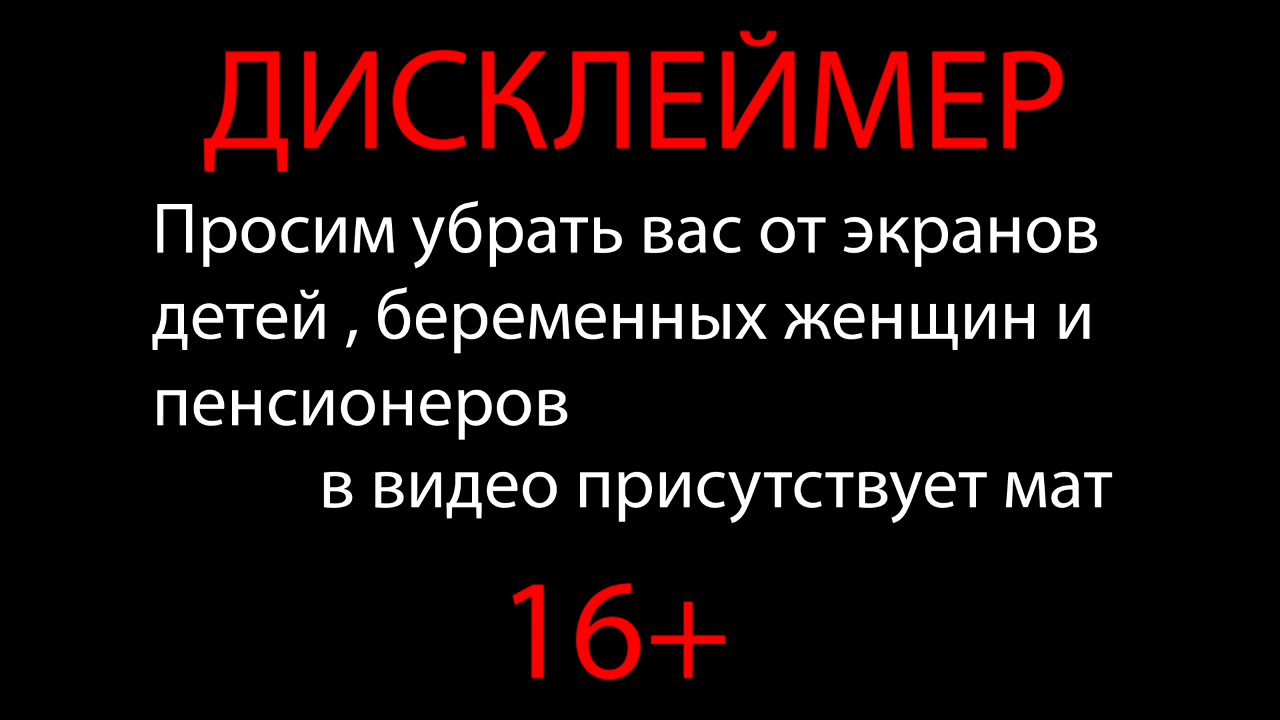 ДИСКЛЕЙМЕР
Просим убрать вас от экранов
детей , беременных женщин и
пенсионеров
в видео присутствует мат
16+